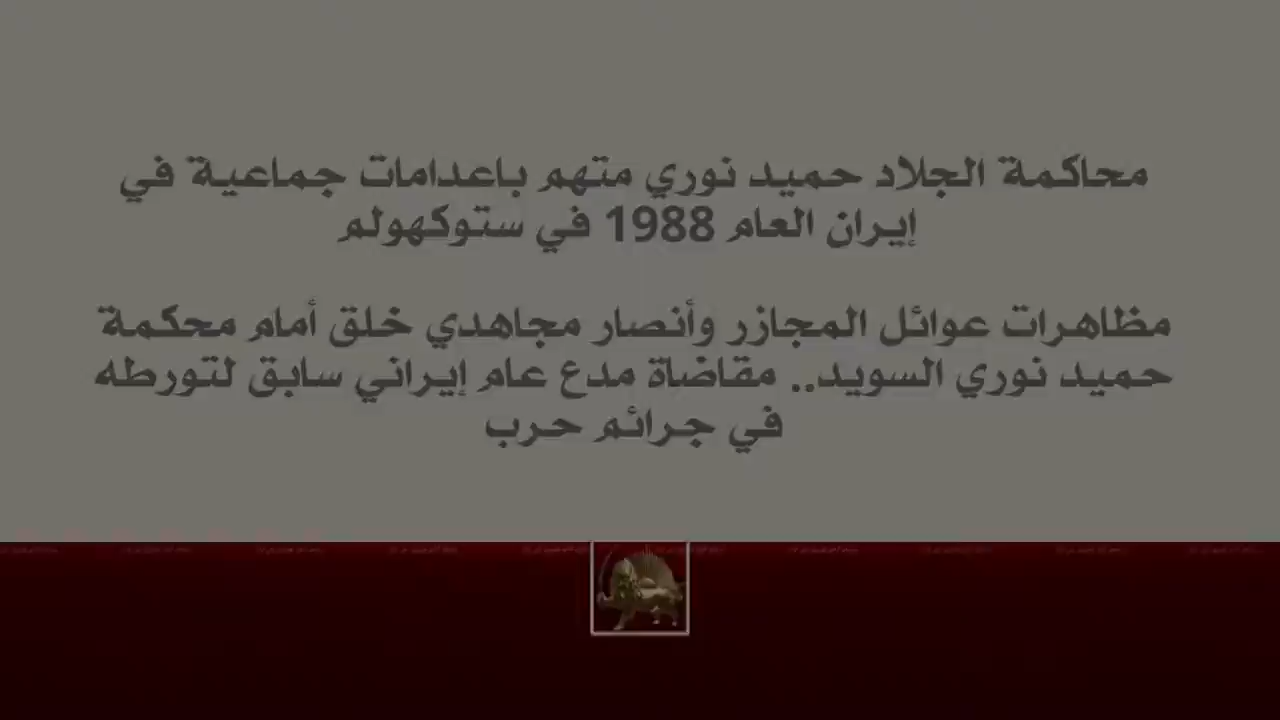 محاكمة الجلاد حميد نوري متهم باعدامات جماعية في
إيران العام 1988 في ستوكهولم
مظاهرات عوائل المجازر وأنصار مجاهدي خلق أمام محكمة
حميد نوري السويد.. مقاضاة مدع عام إيراني سابق لتورطه
في جرائم حرب